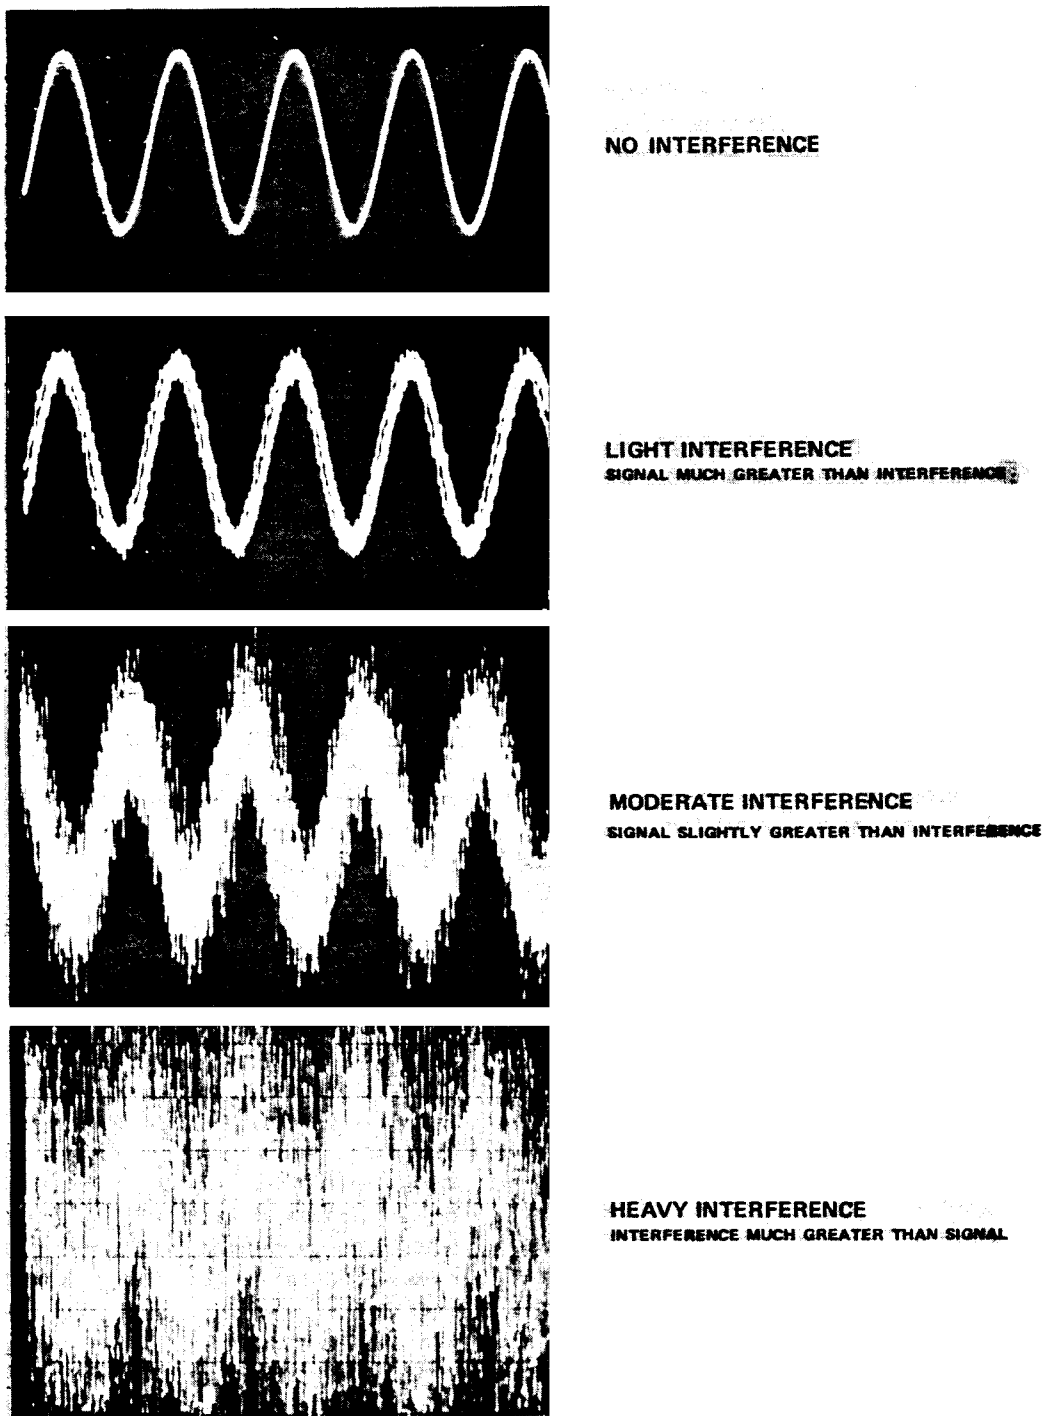 NO INTERFERENCE
LIGHT INTERFERENCE
SIGNAL MUCH GREATER THAN INTERFERENCE
MODERATE INTERFERENCE
SIGNAL SLIGHTLY GREATER THAN INTERFERENCE
HEAVY INTERFERENCE
INTERFERENCE MUCH GREATER THAN SIGNAL